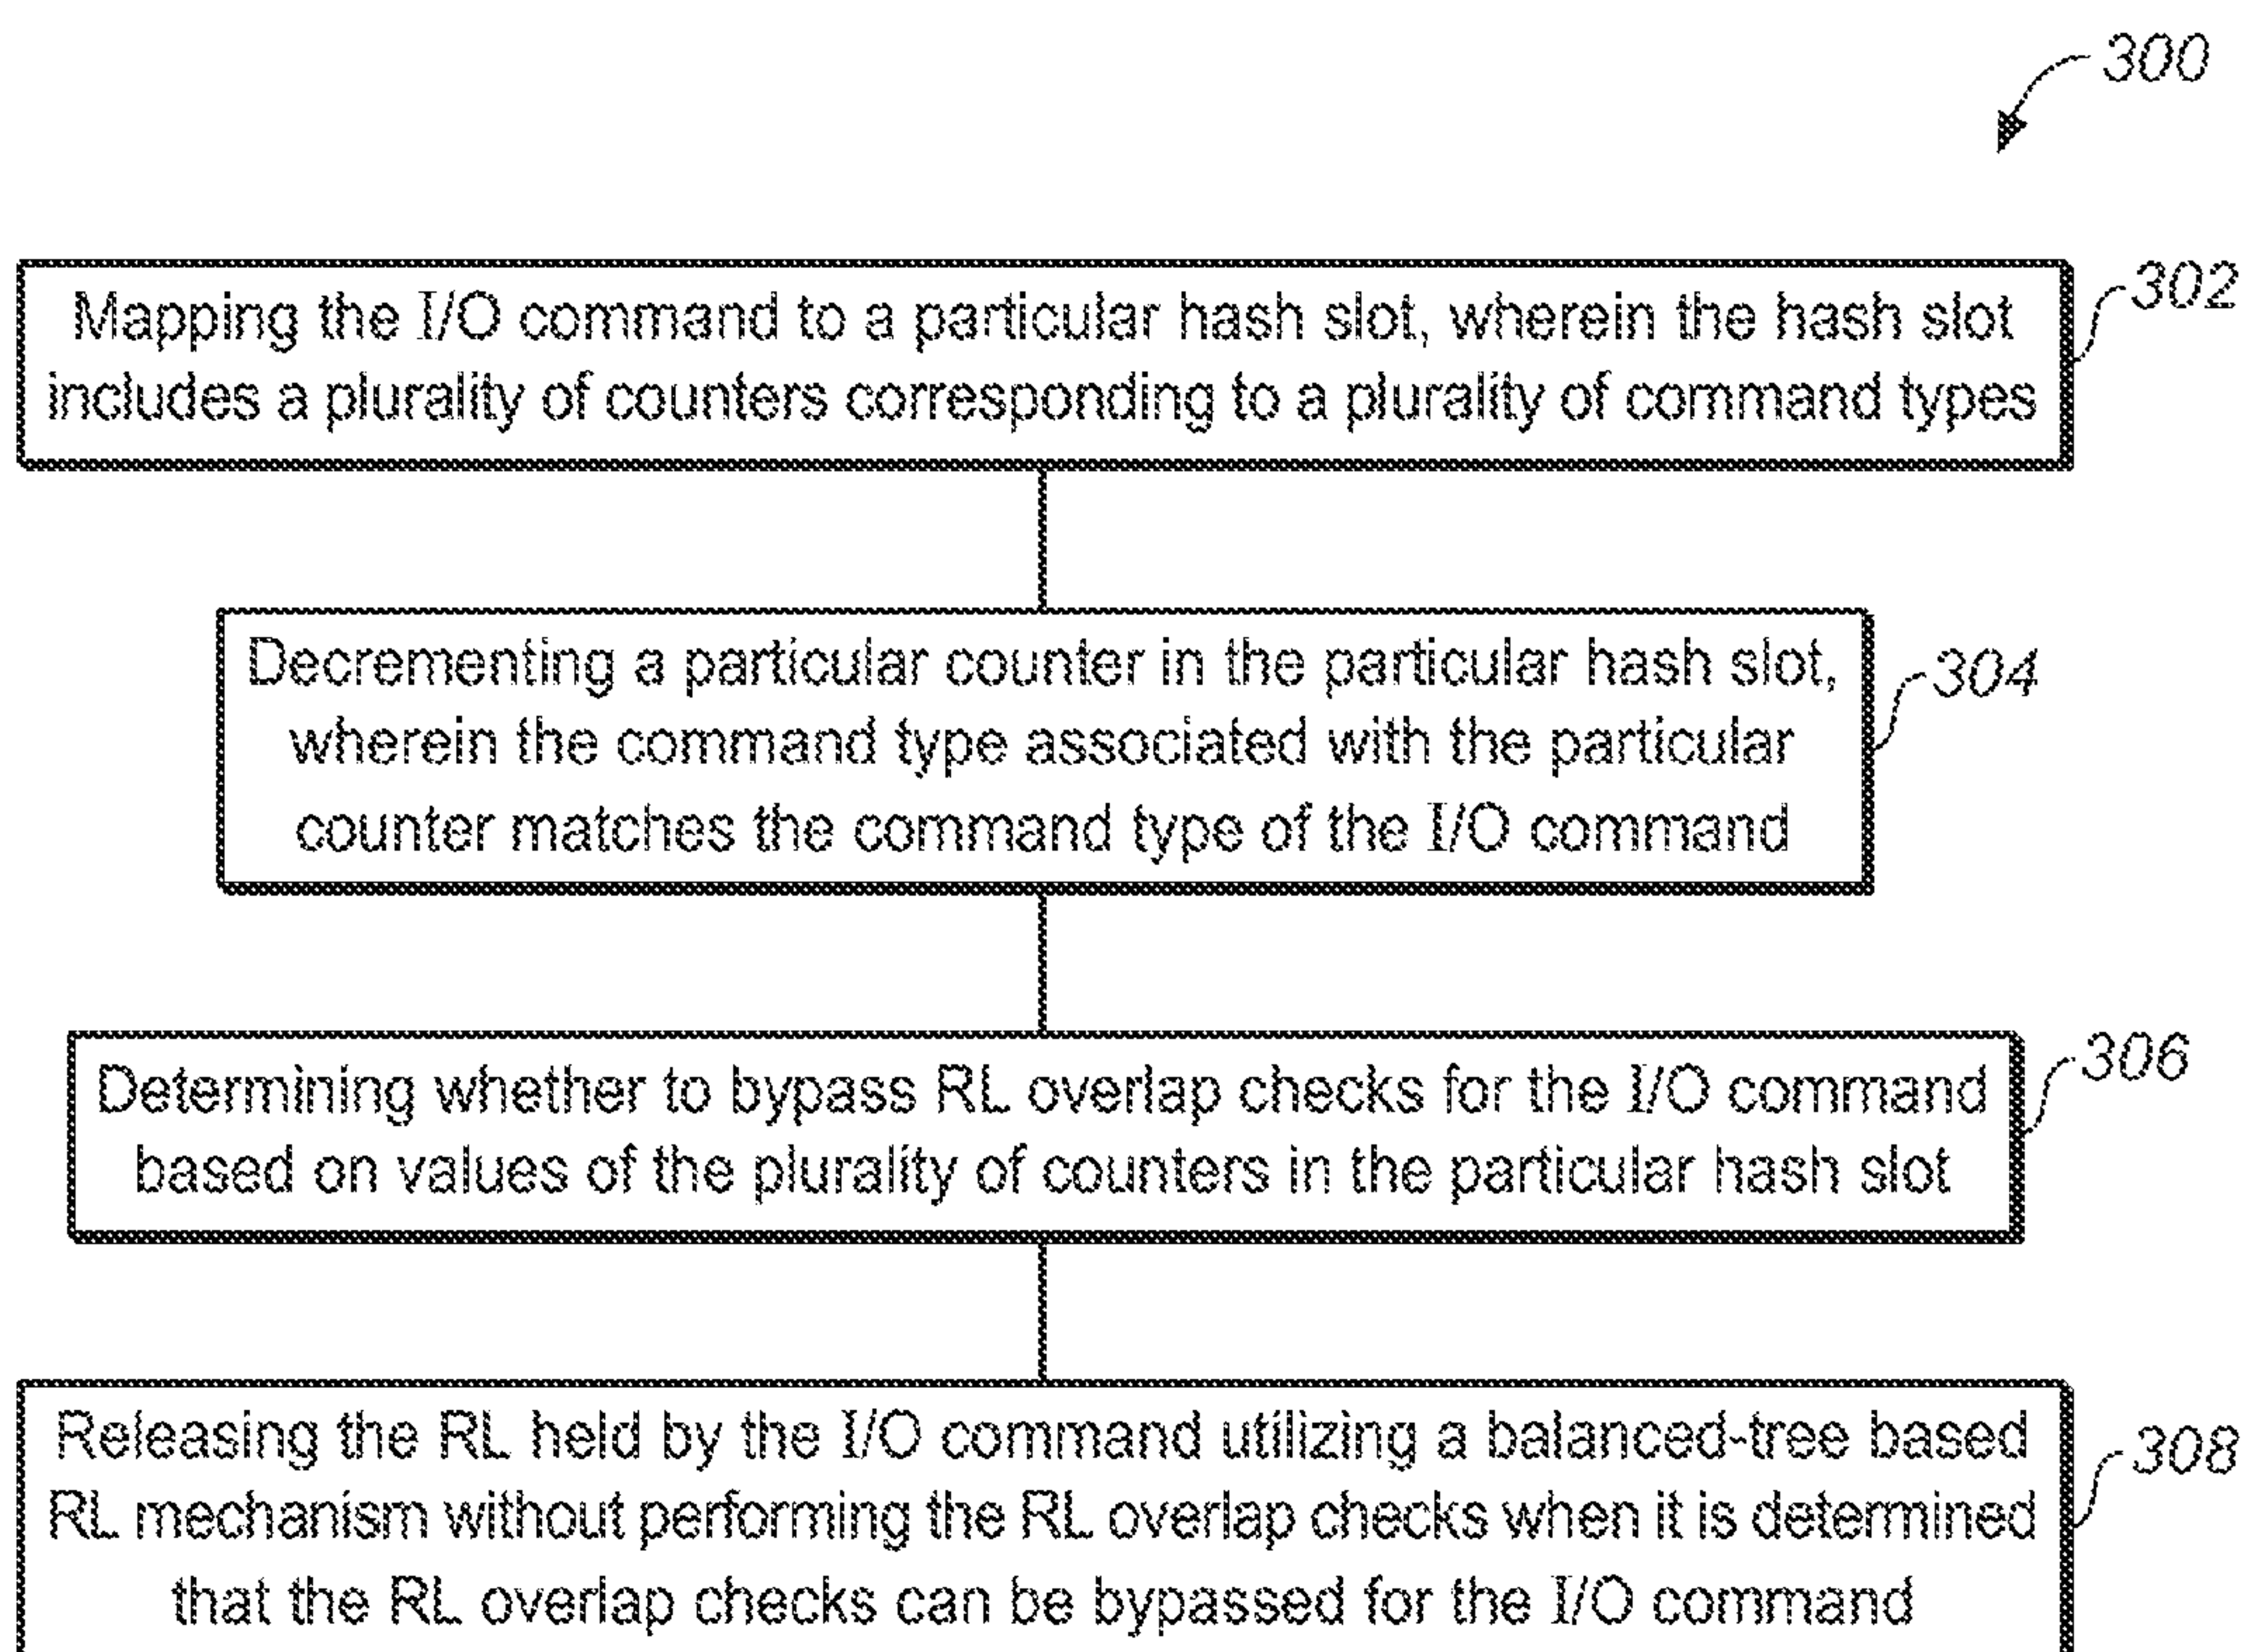 300
Mapping the I/O command to a particular hash slot, wherein the hash slot
includes a plurality of counters corresponding to a plurality of command types
302
Decrementing a particular counter in the particular hash slot,
wherein the command type associated with the particular
counter matches the command type of the I/O command
304
Determining whether to bypass RL overlap checks for the I/O command
based on values of the plurality of counters in the particular hash slot
306
Releasing the RL held by the I/O command utilizing a balanced-tree based
RL mechanism without performing the RL overlap checks when it is determined
that the RL overlap checks can be bypassed for the I/O command
308